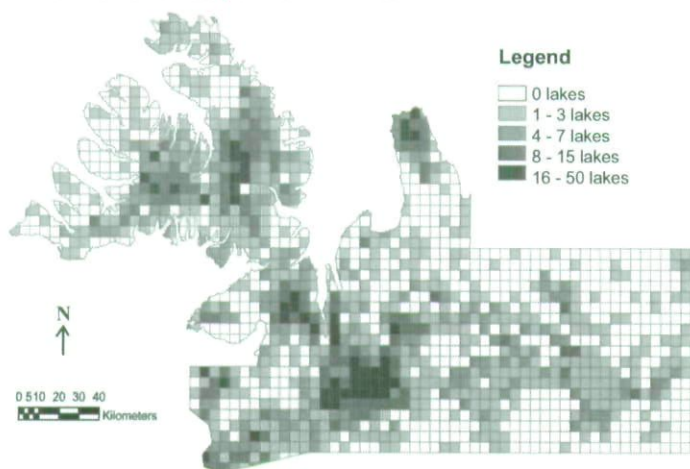 Legend
0 lakes
1 - 3 lakes
4 - 7 lakes
8 - 15 lakes
16 - 50 lakes
N
0 5 10 20 30 40
Kilometers